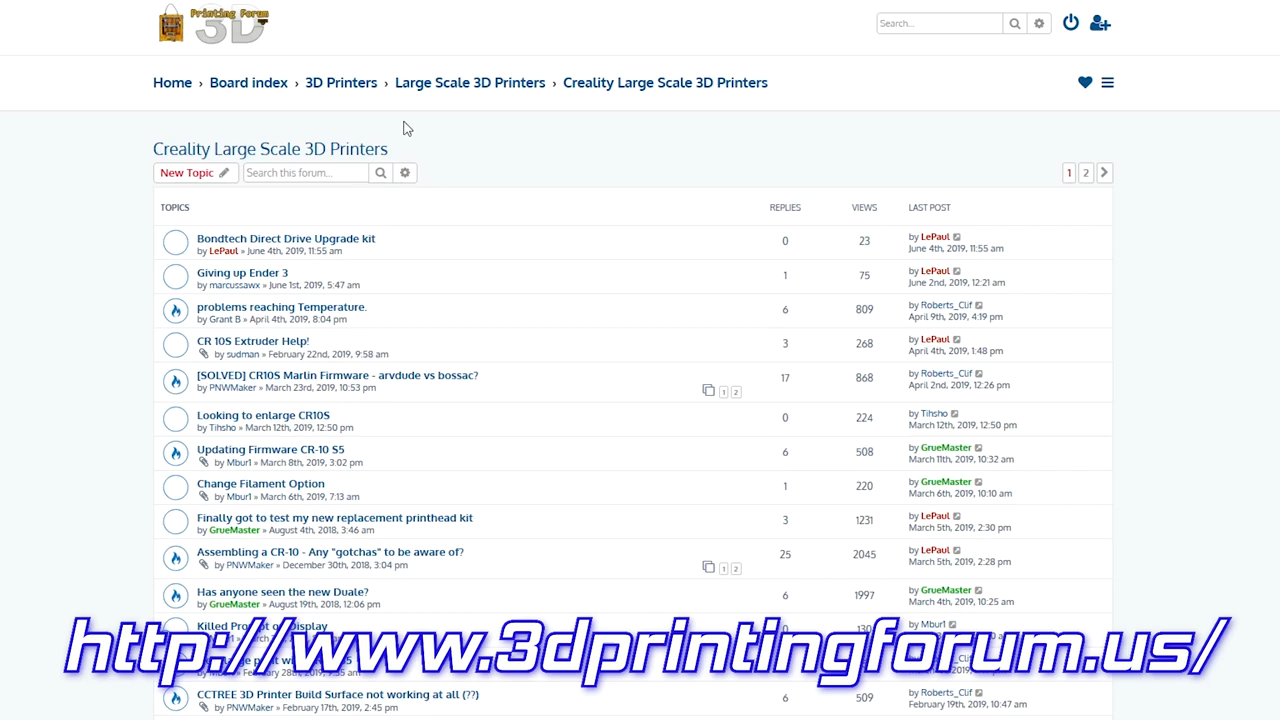 Printing Forum
3D
Search...
Home › Board index › 3D Printers › Large Scale 3D Printers › Creality Large Scale 3D Printers
Creality Large Scale 3D Printers
New Topic
Search this forum...
1 2
TOPICS REPLIES VIEWS LAST POST
Bondtech Direct Drive Upgrade kit 0 23 by LePaul
by LePaul » June 4th, 2019, 11:55 am June 4th, 2019, 11:55 am
Giving up Ender 3 1 75 by LePaul
by marcussawx » June 1st, 2019, 5:47 am June 2nd, 2019, 12:21 am
problems reaching Temperature. 6 809 by Roberts_Clif
by Grant B » April 4th, 2019, 8:04 pm April 9th, 2019, 4:19 pm
CR 10S Extruder Help! 3 268 by LePaul
by sudman » February 22nd, 2019, 9:58 am April 4th, 2019, 1:48 pm
[SOLVED] CR10S Marlin Firmware - arvdude vs bossac? 17 868 by Roberts_Clif
by PNWMaker » March 23rd, 2019, 10:53 pm 1 2 April 2nd, 2019, 12:26 pm
Looking to enlarge CR10S 0 224 by Tihsho
by Tihsho » March 12th, 2019, 12:50 pm March 12th, 2019, 12:50 pm
Updating Firmware CR-10 S5 6 508 by GrueMaster
by Mbur1 » March 8th, 2019, 3:02 pm March 11th, 2019, 10:32 am
Change Filament Option 1 220 by GrueMaster
by Mbur1 » March 6th, 2019, 7:13 am March 6th, 2019, 10:10 am
Finally got to test my new replacement printhead kit 3 1231 by LePaul
by GrueMaster » August 4th, 2018, 3:46 am March 5th, 2019, 2:30 pm
Assembling a CR-10 - Any "gotchas" to be aware of? 25 2045 by LePaul
by PNWMaker » December 30th, 2018, 3:04 pm 1 2 March 5th, 2019, 2:28 pm
Has anyone seen the new Duale? 6 1997 by GrueMaster
by GrueMaster » August 19th, 2018, 12:06 pm March 4th, 2019, 10:25 am
Killed Display by Mbur1
http://www.3dprintingforum.us/
CCTREE 3D Printer Build Surface not working at all (??) 6 509 by Roberts_Clif
by PNWMaker » February 17th, 2019, 2:45 pm February 19th, 2019, 10:47 am